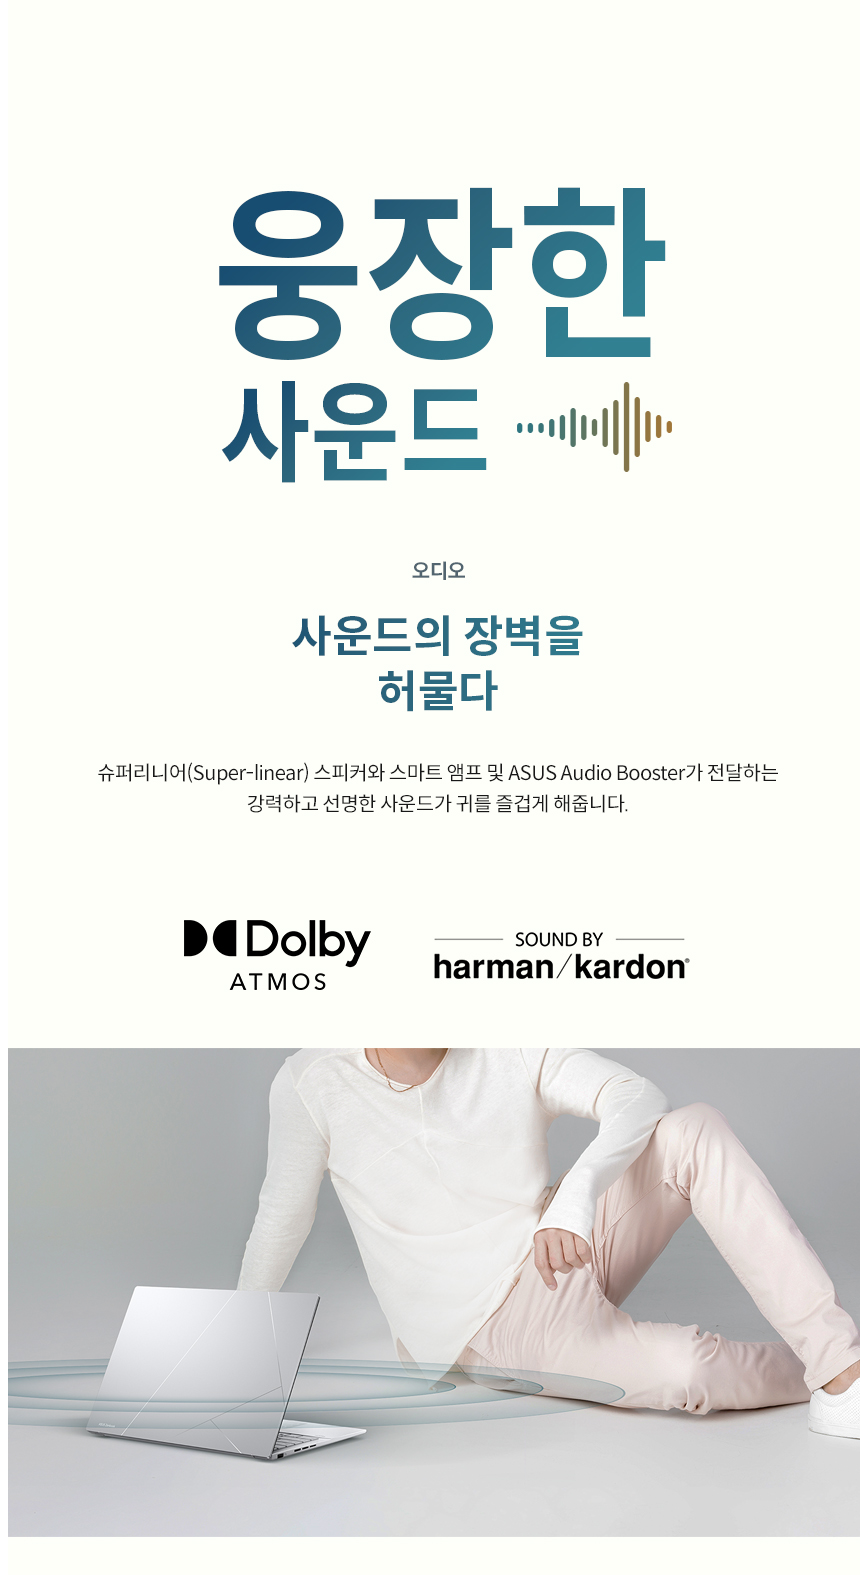 웅장한
사운드
오디오
사운드의 장벽을
허물다
슈퍼리니어(Super-linear) 스피커와 스마트 앰프 및 ASUS Audio Booster가 전달하는
강력하고 선명한 사운드가 귀를 즐겁게 해줍니다.
Dolby
ATMOS
SOUND BY
harman/kardon®